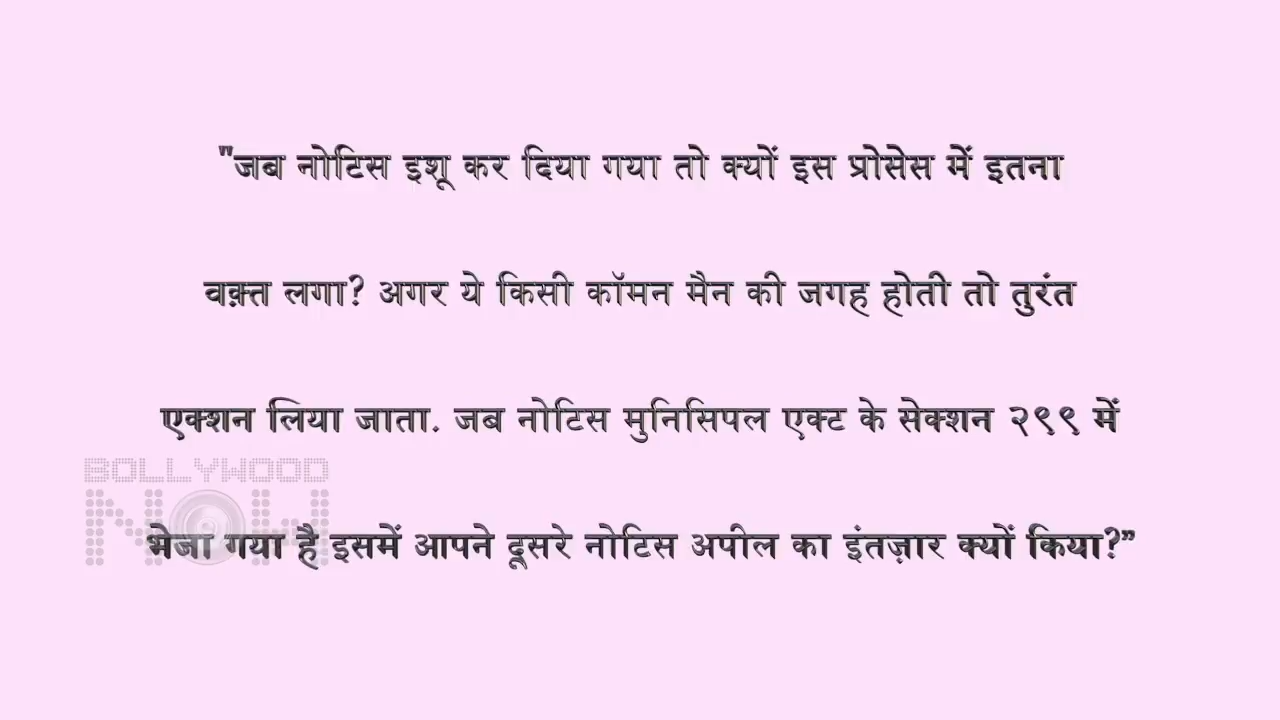 "जब नोटिस इशू कर दिया गया तो क्यों इस प्रोसेस में इतना
वक़्त लगा? अगर ये किसी कॉमन मैन की जगह होती तो तुरंत
एक्शन लिया जाता. जब नोटिस मुनिसिपल एक्ट के सेक्शन २९९ में
BOLLYWOOD
NOW
भेजा गया है इसमें आपने दूसरे नोटिस अपील का इंतज़ार क्यों किया?”